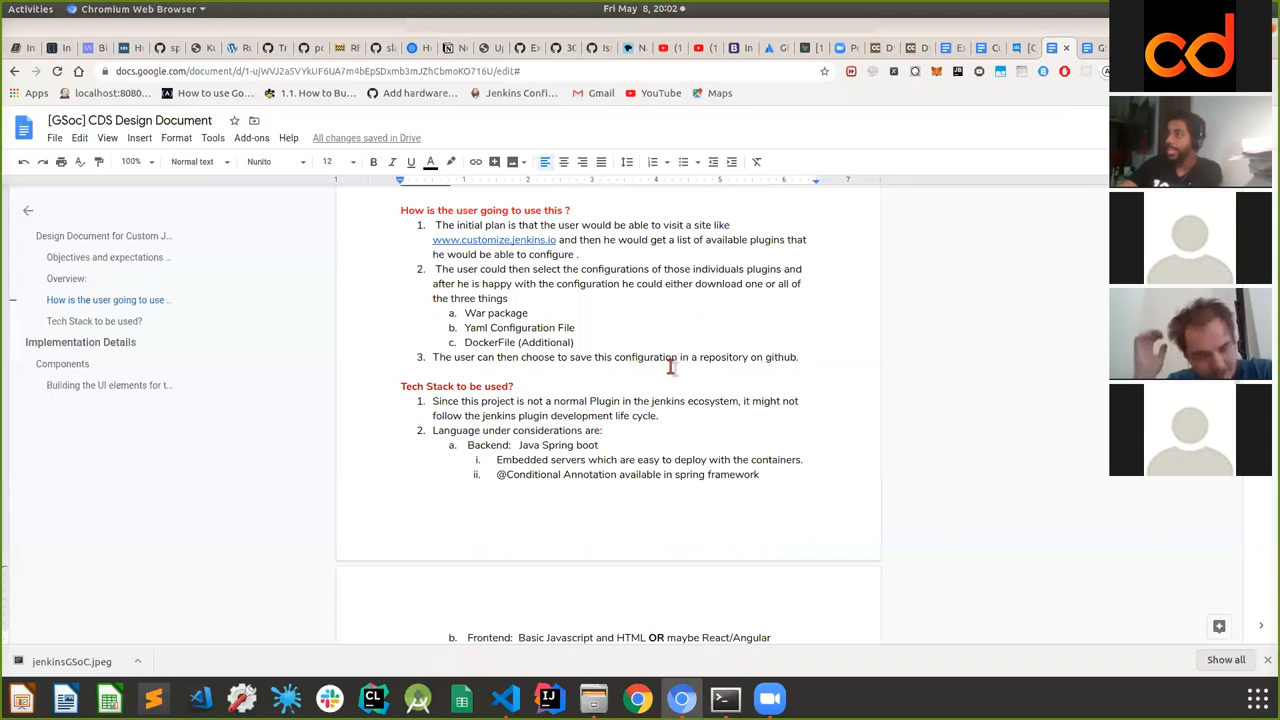 Activities Chromium Web Browser Fri May 8, 20:02
docs.google.com/document/d/1-ujWVJ2a5VYkUF6UA7m4bEpSDxmb2mJZhCbmoKO716U/edit#
Apps localhost:8080... How to use Go... 1.1. How to Bu... Add hardware... Jenkins Confi... Gmail YouTube Maps
[GSoc] CDS Design Document
File Edit View Insert Format Tools Add-ons Help All changes saved in Drive
100% Normal text Nunito 12
Design Document for Custom J...
Objectives and expectations ...
Overview:
How is the user going to use ...
Tech Stack to be used?
Implementation Details
Components
Building the UI elements for t...
How is the user going to use this ?
1. The initial plan is that the user would be able to visit a site like
www.customize.jenkins.io and then he would get a list of available plugins that
he would be able to configure .
2. The user could then select the configurations of those individuals plugins and
after he is happy with the configuration he could either download one or all of
the three things
a. War package
b. Yaml Configuration File
c. DockerFile (Additional)
3. The user can then choose to save this configuration in a repository on github.
Tech Stack to be used?
1. Since this project is not a normal Plugin in the jenkins ecosystem, it might not
follow the jenkins plugin development life cycle.
2. Language under considerations are:
a. Backend: Java Spring boot
i. Embedded servers which are easy to deploy with the containers.
ii. @Conditional Annotation available in spring framework
b. Frontend: Basic Javascript and HTML OR maybe React/Angular
jenkinsGSoC.jpeg
Show all